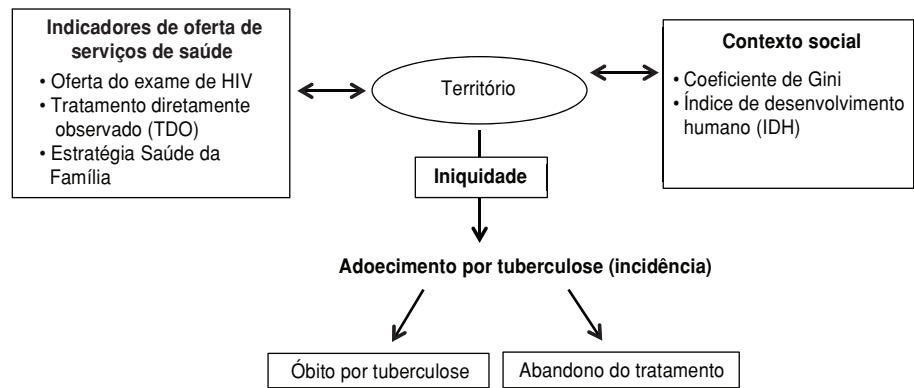 Indicadores de oferta de
serviços de saúde
• Oferta do exame de HIV
• Tratamento diretamente
observado (TDO)
• Estratégia Saúde da
Família
Território
Contexto social
• Coeficiente de Gini
• Índice de desenvolvimento
humano (IDH)
Iniquidade
Adoecimento por tuberculose (incidência)
Óbito por tuberculose
Abandono do tratamento